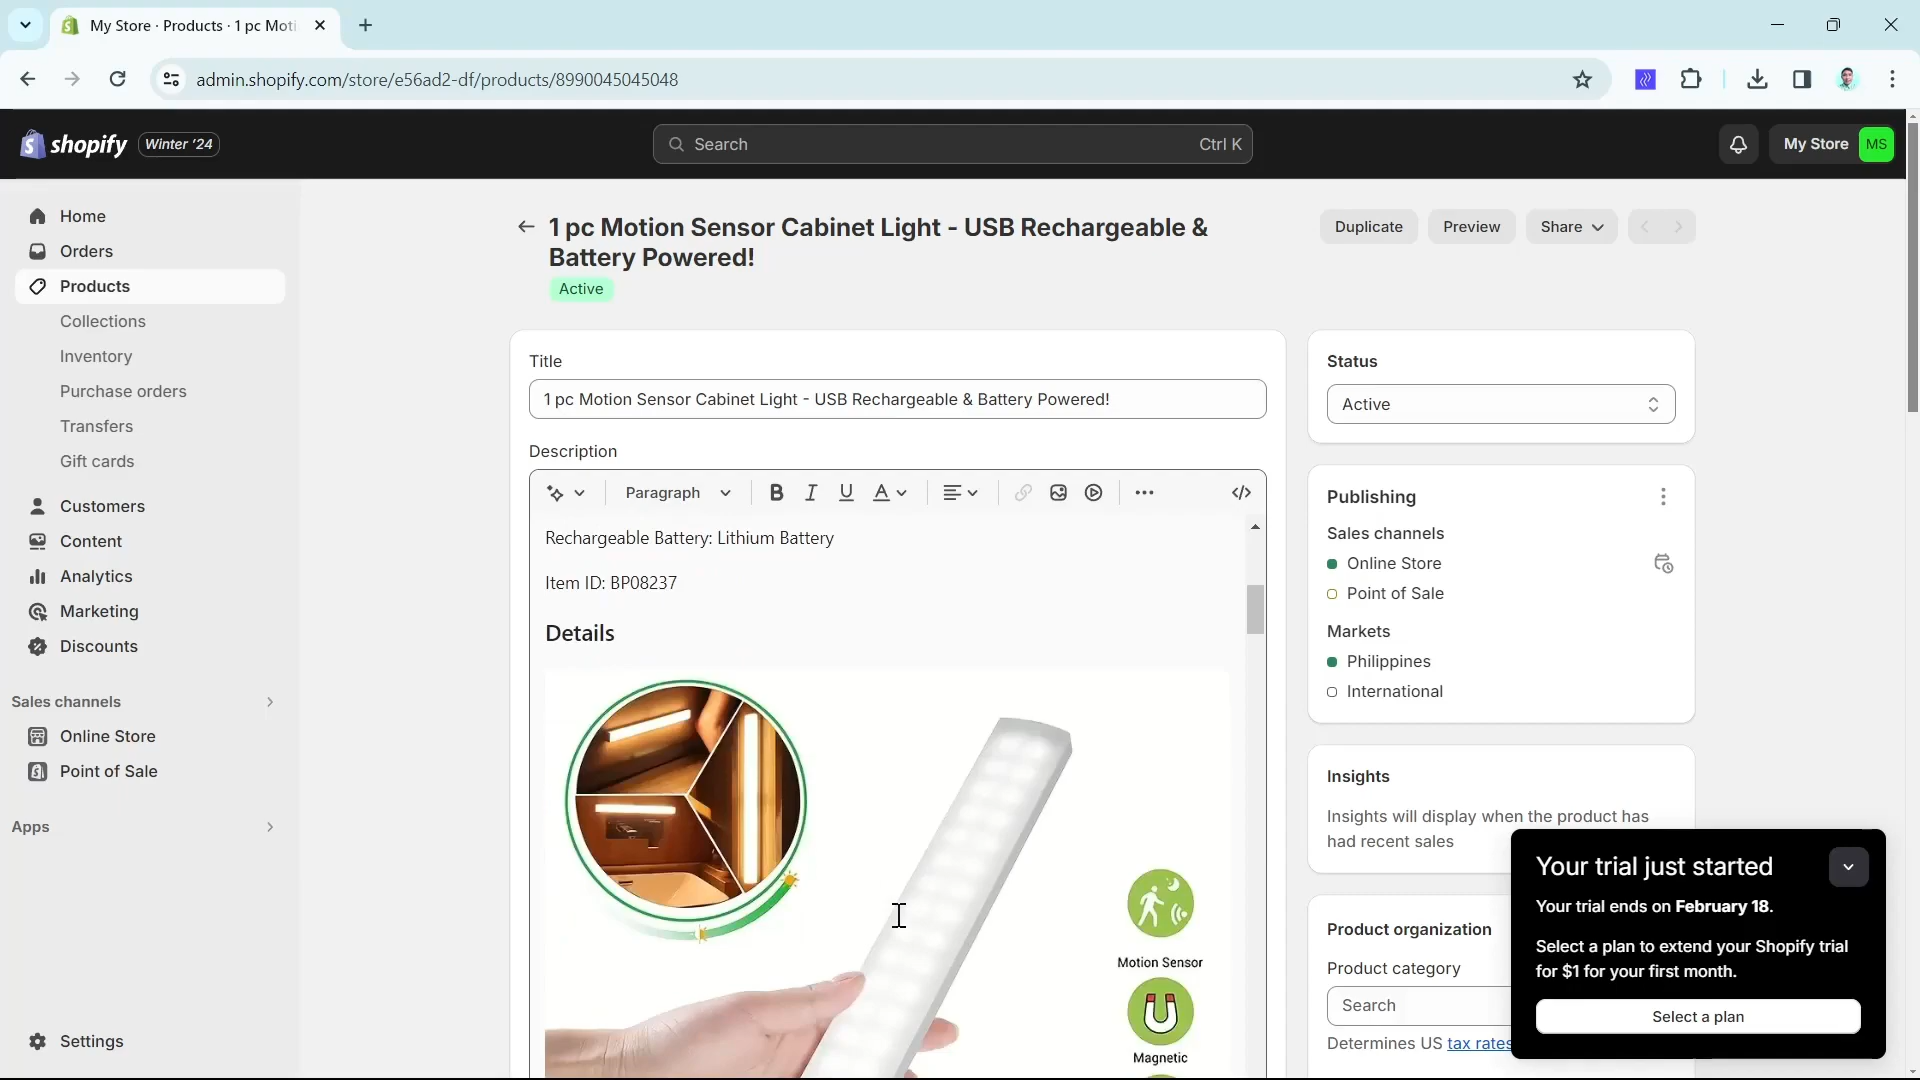 My Store · Products · 1 pc Moti
admin.shopify.com/store/e56ad2-df/products/8990045045048
shopify Winter '24 Search Ctrl K My Store MS
Home
Orders
Products
Collections
Inventory
Purchase orders
Transfers
Gift cards
Customers
Content
Analytics
Marketing
Discounts
Sales channels
Online Store
Point of Sale
Apps
Settings
1 pc Motion Sensor Cabinet Light - USB Rechargeable &
Battery Powered!
Active
Duplicate Preview Share
Title
1 pc Motion Sensor Cabinet Light - USB Rechargeable & Battery Powered!
Description
Paragraph B I U A
Rechargeable Battery: Lithium Battery
Item ID: BP08237
Details
Motion Sensor
Magnetic
Status
Active
Publishing
Sales channels
Online Store
Point of Sale
Markets
Philippines
International
Insights
Insights will display when the product has
had recent sales
Product organization
Product category
Search
Determines US tax rates
Your trial just started
Your trial ends on February 18.
Select a plan to extend your Shopify trial
for $1 for your first month.
Select a plan